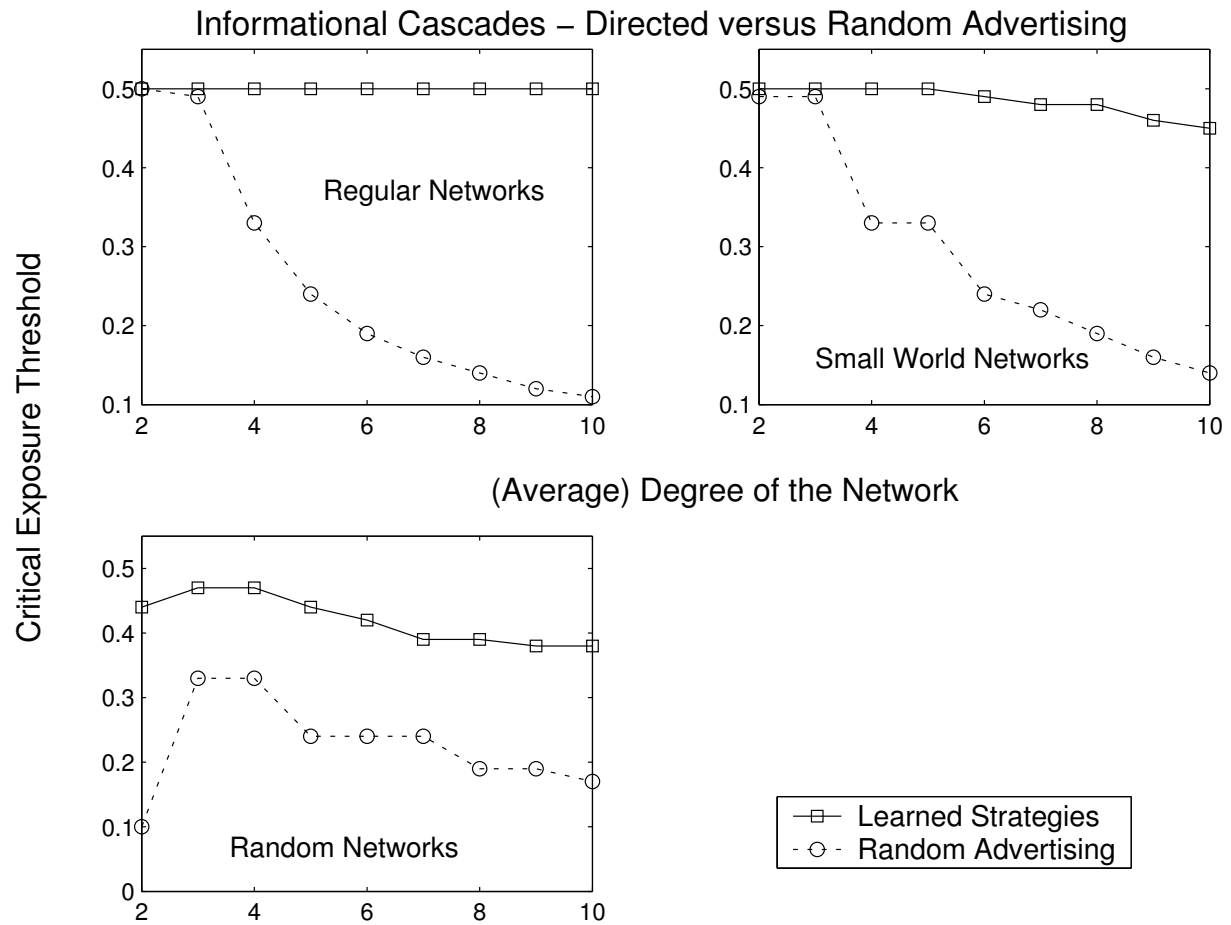 Informational Cascades – Directed versus Random Advertising
Critical Exposure Threshold
0.5
0.4
0.3
0.2
0.1
Regular Networks
2 4 6 8 10
0.5
0.4
0.3
0.2
0.1
Small World Networks
2 4 6 8 10
(Average) Degree of the Network
0.5
0.4
0.3
0.2
0.1
0
Random Networks
2 4 6 8 10
Learned Strategies
Random Advertising